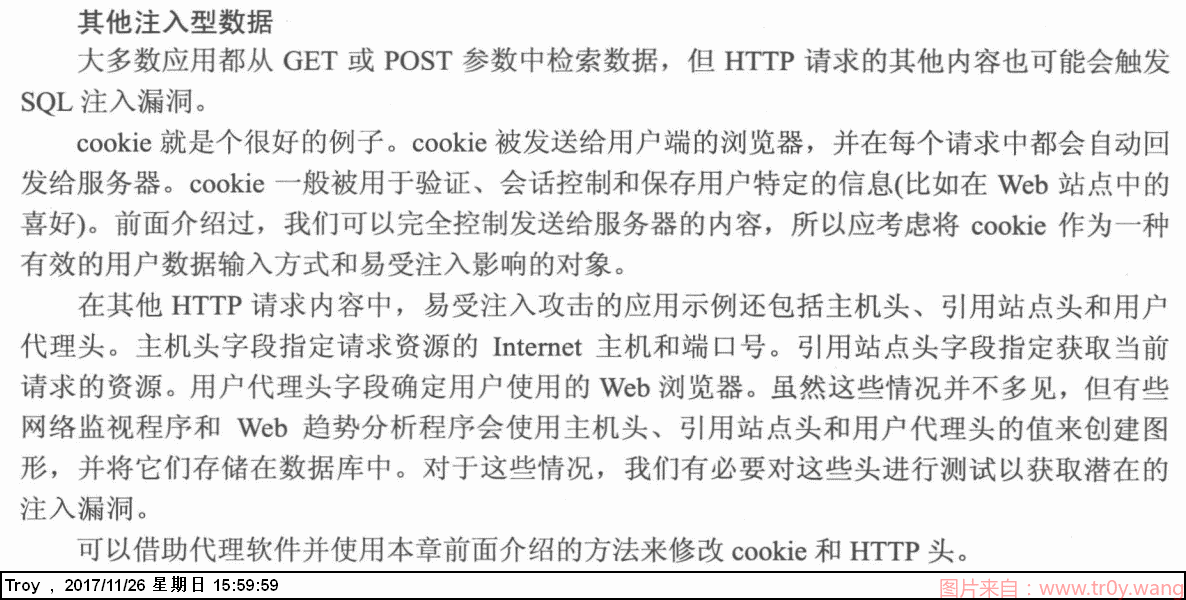 其他注入型数据
大多数应用都从 GET 或 POST 参数中检索数据，但 HTTP 请求的其他内容也可能会触发
SQL 注入漏洞。
cookie 就是个很好的例子。cookie 被发送给用户端的浏览器，并在每个请求中都会自动回
发给服务器。cookie 一般被用于验证、会话控制和保存用户特定的信息(比如在 Web 站点中的
喜好)。前面介绍过，我们可以完全控制发送给服务器的内容，所以应考虑将 cookie 作为一种
有效的用户数据输入方式和易受注入影响的对象。
在其他 HTTP 请求内容中，易受注入攻击的应用示例还包括主机头、引用站点头和用户
代理头。主机头字段指定请求资源的 Internet 主机和端口号。引用站点头字段指定获取当前
请求的资源。用户代理头字段确定用户使用的 Web 浏览器。虽然这些情况并不多见，但有些
网络监视程序和 Web 趋势分析程序会使用主机头、引用站点头和用户代理头的值来创建图
形，并将它们存储在数据库中。对于这些情况，我们有必要对这些头进行测试以获取潜在的
注入漏洞。
可以借助代理软件并使用本章前面介绍的方法来修改 cookie 和 HTTP 头。
Troy , 2017/11/26 星期日 15:59:59
图片来自：www.tr0y.wang